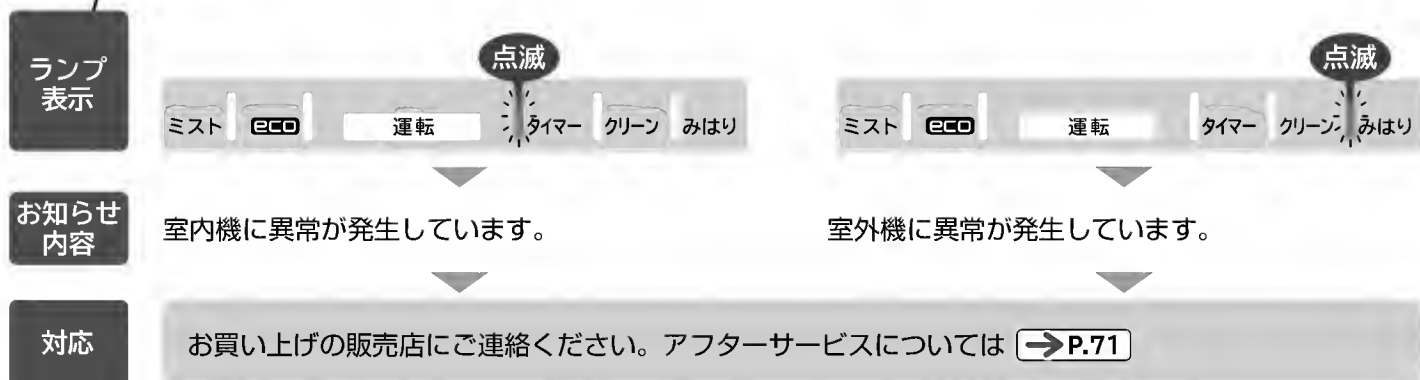 ランプ
表示
点滅
ミスト eco 運転 タイマー クリーン みはり
点滅
ミスト eco 運転 タイマー クリーン みはり
お知らせ
内容
室内機に異常が発生しています。
室外機に異常が発生しています。
対応
お買い上げの販売店にご連絡ください。アフターサービスについては →P.71